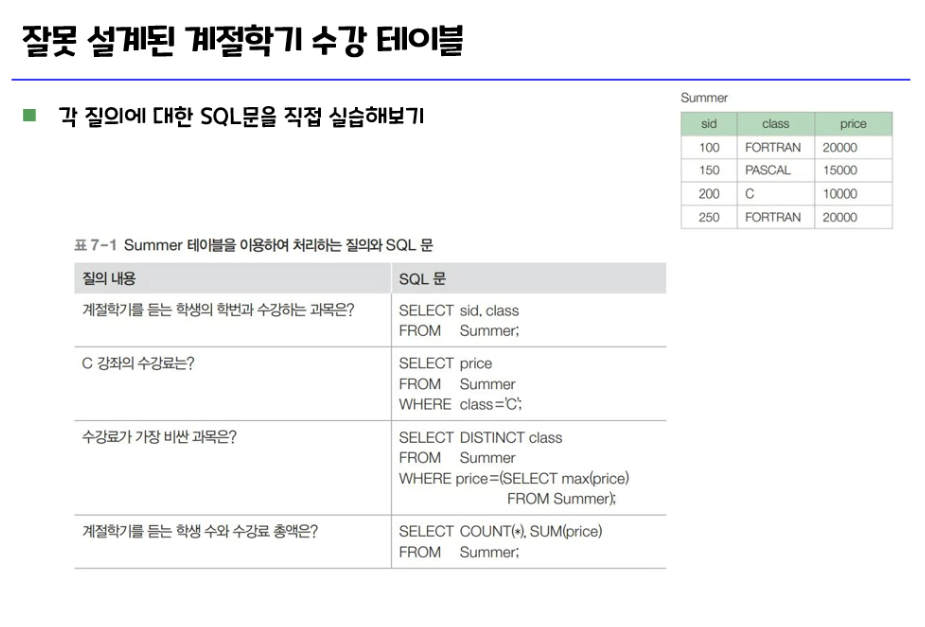 잘못 설계된 계절학기 수강 테이블
각 질의에 대한 SQL문을 직접 실습해보기
Summer
sid class price
100 FORTRAN 20000
150 PASCAL 15000
200 C 10000
250 FORTRAN 20000
표 7-1 Summer 테이블을 이용하여 처리하는 질의와 SQL 문
질의 내용 SQL 문
계절학기를 듣는 학생의 학번과 수강하는 과목은?
SELECT sid, class
FROM Summer;
C 강좌의 수강료는?
SELECT price
FROM Summer
WHERE class='C';
수강료가 가장 비싼 과목은?
SELECT DISTINCT class
FROM Summer
WHERE price=(SELECT max(price)
FROM Summer);
계절학기를 듣는 학생 수와 수강료 총액은?
SELECT COUNT(*), SUM(price)
FROM Summer;